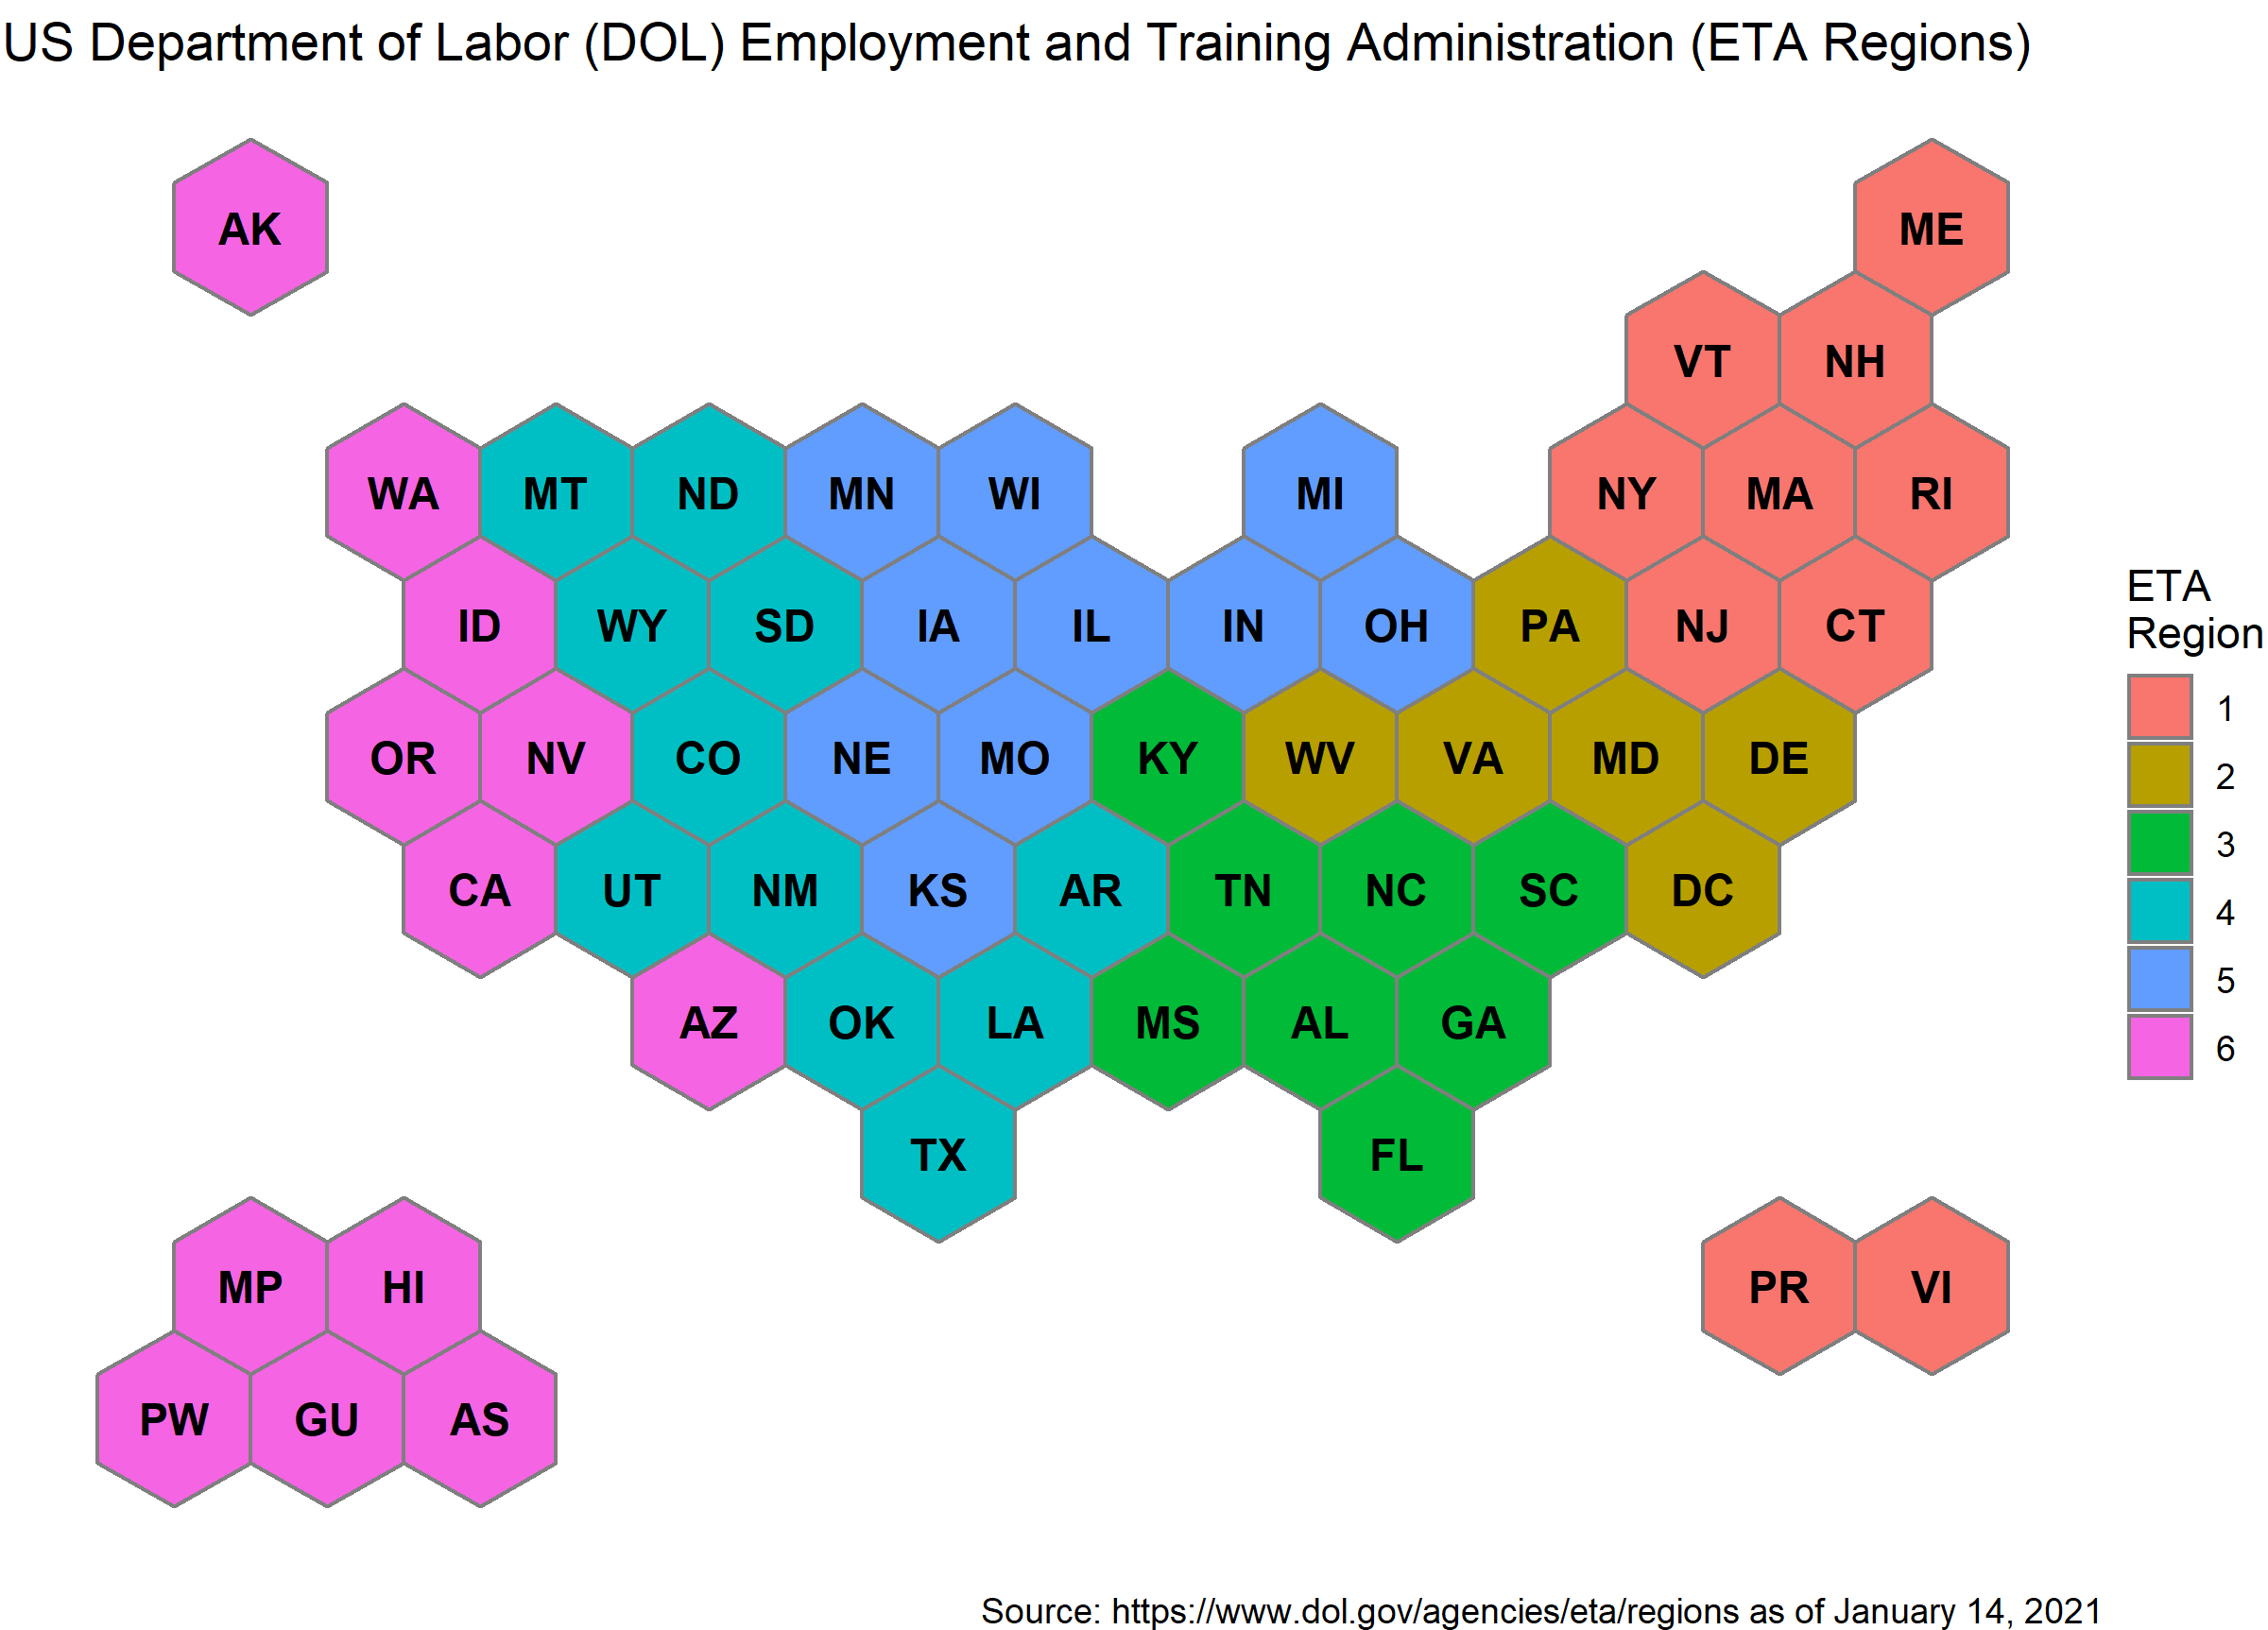 US Department of Labor (DOL) Employment and Training Administration (ETA Regions)
AK
ME
VT NH
WA MT ND MN WI MI NY MA RI
ID WY SD IA IL IN OH PA NJ CT
OR NV CO NE MO KY WV VA MD DE
CA UT NM KS AR TN NC SC DC
AZ OK LA MS AL GA
TX FL
MP HI PR VI
PW GU AS
ETA
Region
1
2
3
4
5
6
Source: https://www.dol.gov/agencies/eta/regions as of January 14, 2021